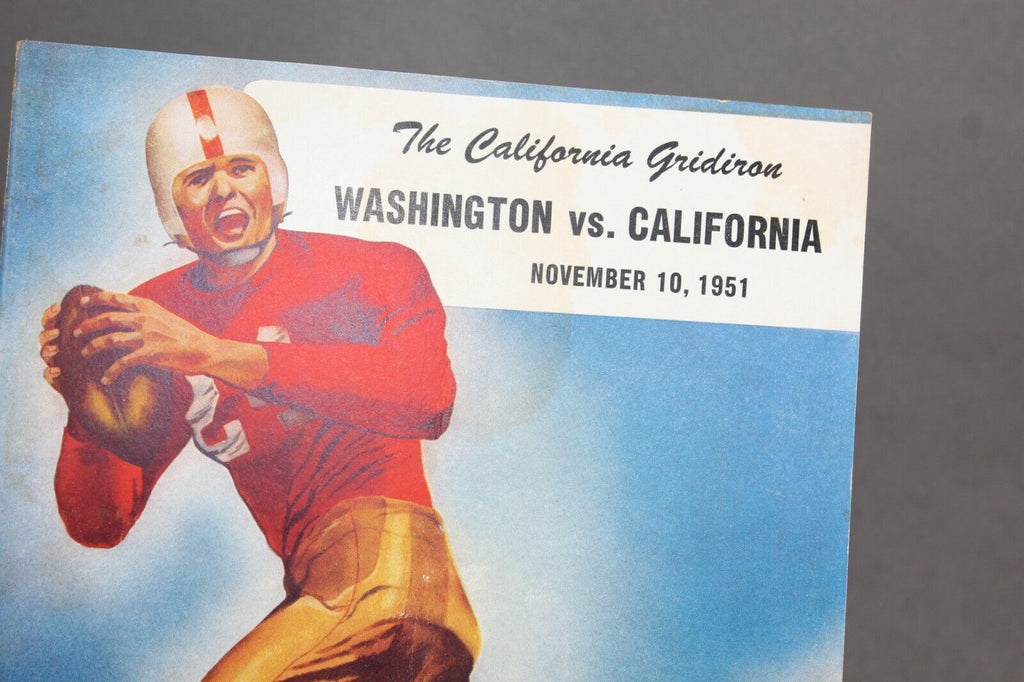 The California Gridiron
WASHINGTON vs. CALIFORNIA
NOVEMBER 10, 1951